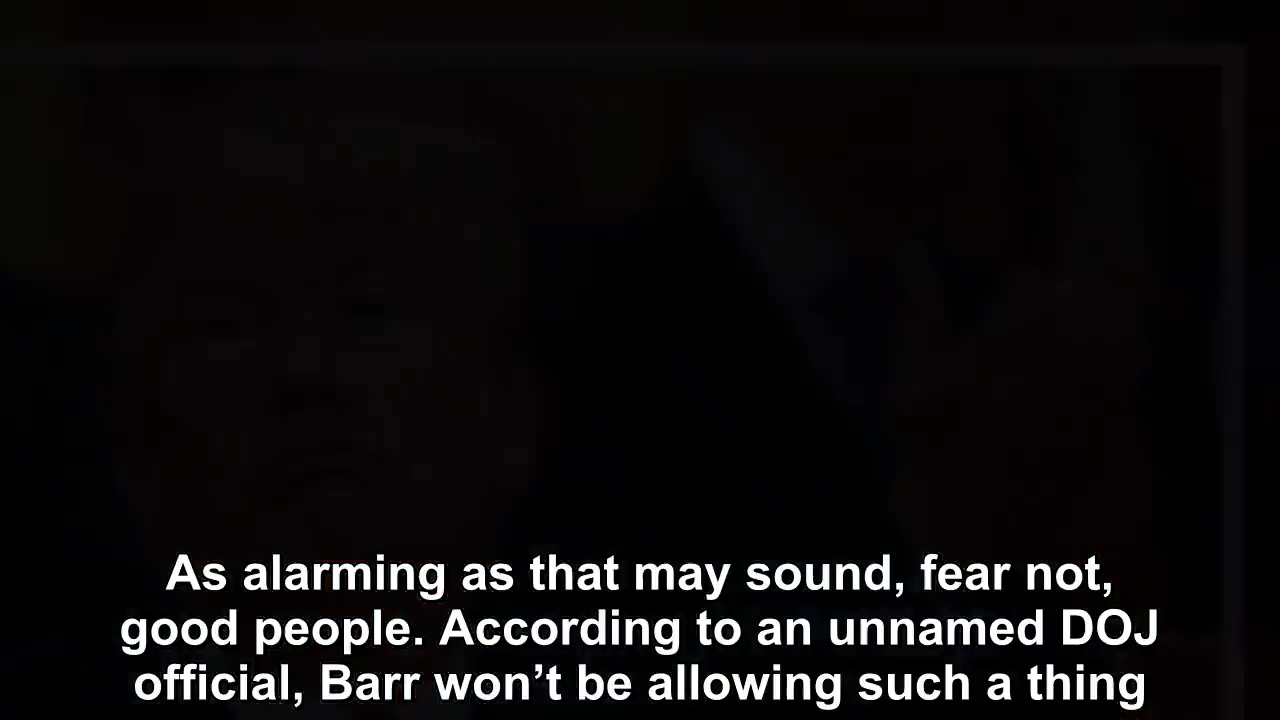 As alarming as that may sound, fear not,
good people. According to an unnamed DOJ
official, Barr won’t be allowing such a thing